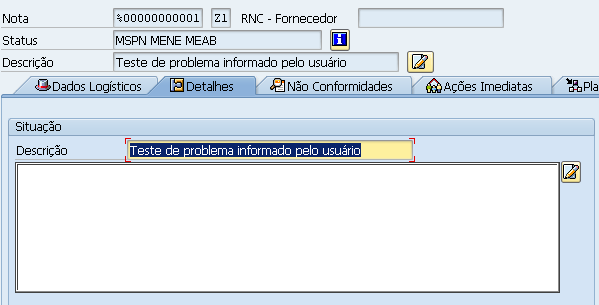 Nota %00000000001 Z1 RNC - Fornecedor
Status MSPN MENE MEAB
Descrição Teste de problema informado pelo usuário
Dados Logísticos Detalhes Não Conformidades Ações Imediatas Pla
Situação
Descrição Teste de problema informado pelo usuário